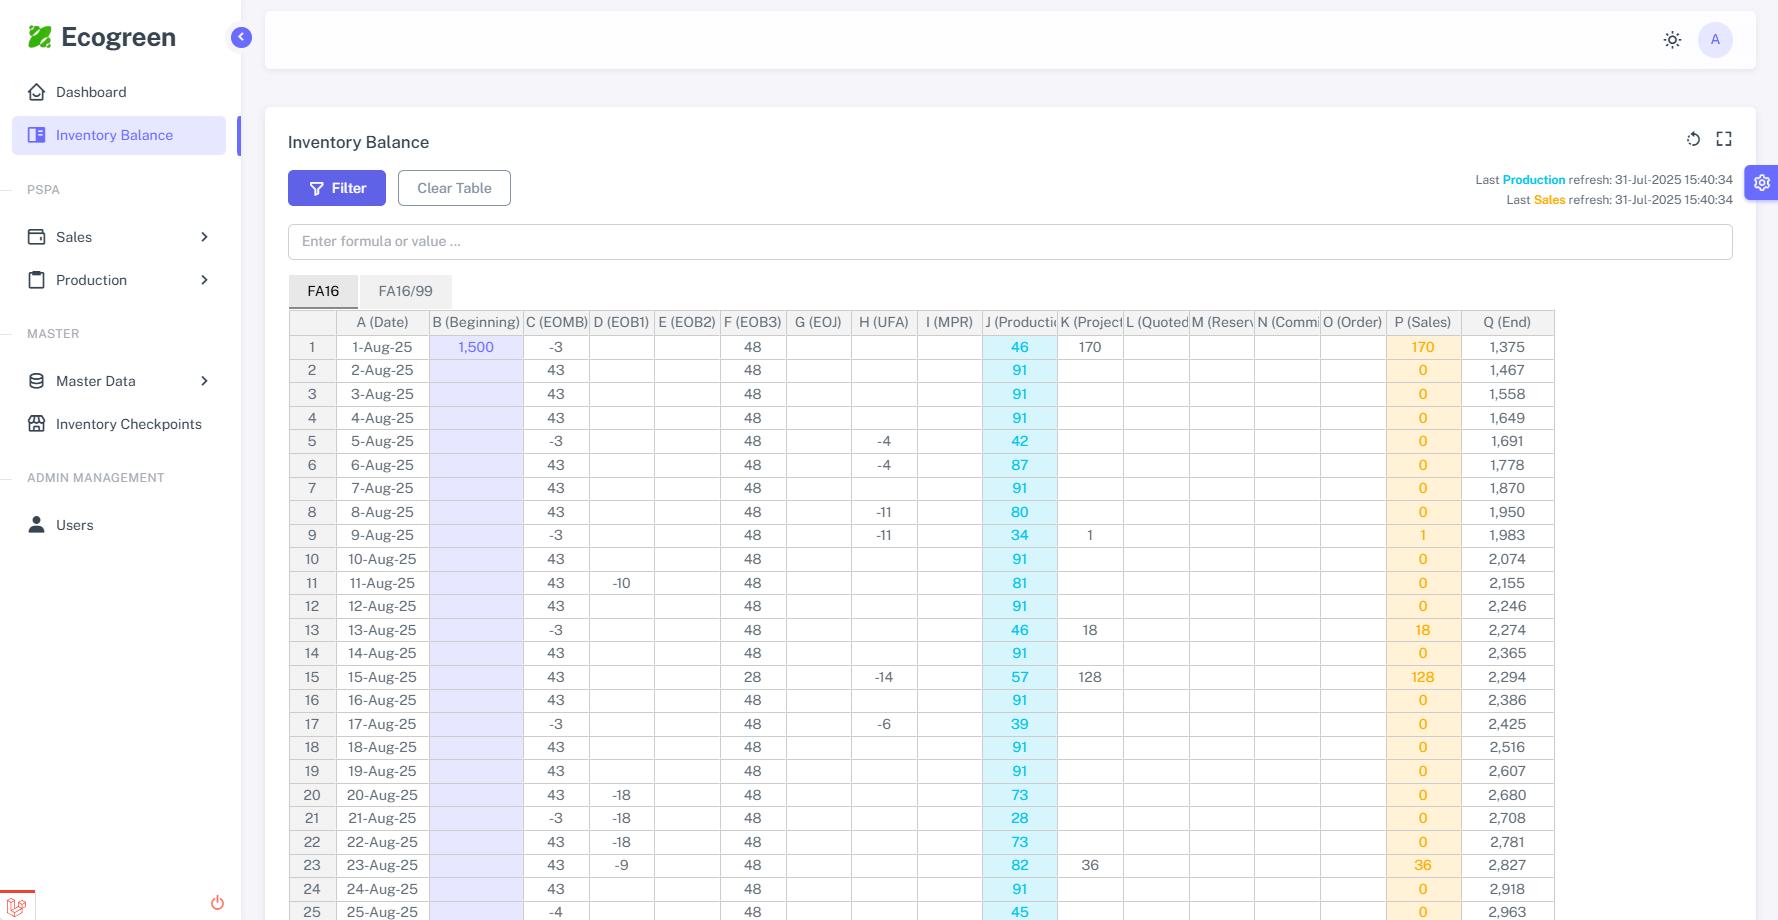 Ecogreen
Dashboard
Inventory Balance
PSPA
Sales
Production
MASTER
Master Data
Inventory Checkpoints
ADMIN MANAGEMENT
Users
A
Inventory Balance
Filter
Clear Table
Last Production refresh: 31-Jul-2025 15:40:34
Last Sales refresh: 31-Jul-2025 15:40:34
Enter formula or value ...
FA16 FA16/99
A (Date) B (Beginning) C (EOMB) D (EOB1) E (EOB2) F (EOB3) G (EOJ) H (UFA) I (MPR) J (Producti K (Project L (Quoted M (Reserv N (Commi O (Order) P (Sales) Q (End)
1 1-Aug-25 1,500 -3 48 46 170 170 1,375
2 2-Aug-25 43 48 91 0 1,467
3 3-Aug-25 43 48 91 0 1,558
4 4-Aug-25 43 48 91 0 1,649
5 5-Aug-25 -3 48 -4 42 0 1,691
6 6-Aug-25 43 48 -4 87 0 1,778
7 7-Aug-25 43 48 91 0 1,870
8 8-Aug-25 43 48 -11 80 0 1,950
9 9-Aug-25 -3 48 -11 34 1 1 1,983
10 10-Aug-25 43 48 91 0 2,074
11 11-Aug-25 43 -10 48 81 0 2,155
12 12-Aug-25 43 48 91 0 2,246
13 13-Aug-25 -3 48 46 18 18 2,274
14 14-Aug-25 43 48 91 0 2,365
15 15-Aug-25 43 28 -14 57 128 128 2,294
16 16-Aug-25 43 48 91 0 2,386
17 17-Aug-25 -3 48 -6 39 0 2,425
18 18-Aug-25 43 48 91 0 2,516
19 19-Aug-25 43 48 91 0 2,607
20 20-Aug-25 43 -18 48 73 0 2,680
21 21-Aug-25 -3 -18 48 28 0 2,708
22 22-Aug-25 43 -18 48 73 0 2,781
23 23-Aug-25 43 -9 48 82 36 36 2,827
24 24-Aug-25 43 48 91 0 2,918
25 25-Aug-25 -4 48 45 0 2,963